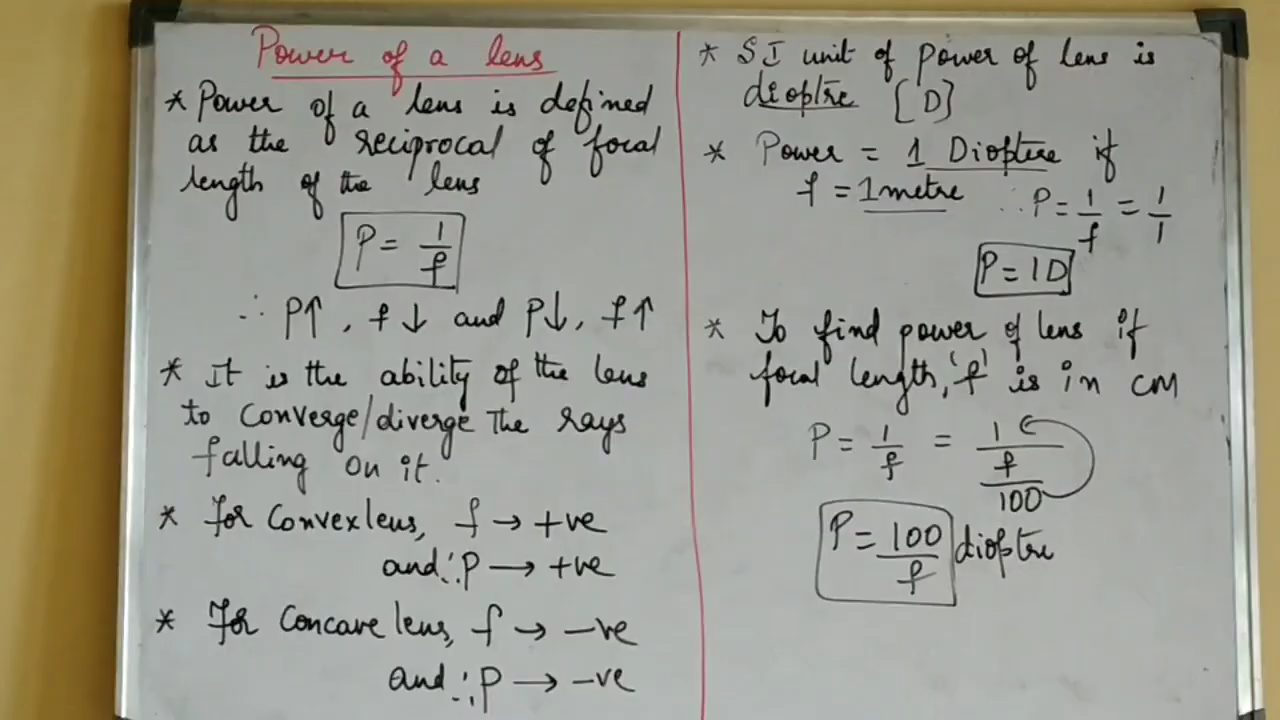 Power of a lens
* Power of a lens is defined
as the reciprocal of focal
length of the lens
P = 1/f
∴ P↑, f↓ and P↓, f↑
* It is the ability of the lens
to converge/diverge the rays
falling on it.
* For Convex lens, f → +ve
and ∴ P → +ve
* For Concave lens, f → -ve
and ∴ P → -ve
* SI unit of power of lens is
dioptre [D]
* Power = 1 Dioptre if
f = 1 metre ∴ P = 1/f = 1/1
P = 1D
* To find power of lens if
focal length, 'f' is in cm
P = 1/f = 1/(f/100)
P = 100/f dioptre